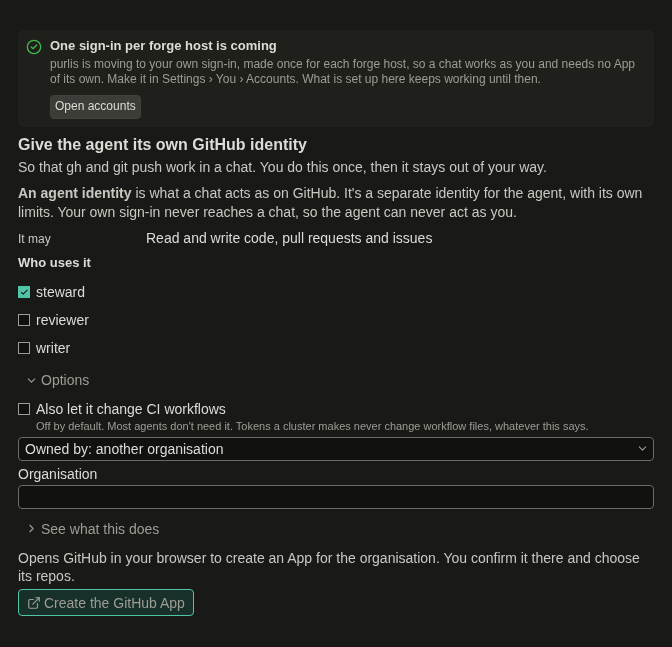 One sign-in per forge host is coming
purlis is moving to your own sign-in, made once for each forge host, so a chat works as you and needs no App
of its own. Make it in Settings › You › Accounts. What is set up here keeps working until then.
Open accounts
Give the agent its own GitHub identity
So that gh and git push work in a chat. You do this once, then it stays out of your way.
An agent identity is what a chat acts as on GitHub. It's a separate identity for the agent, with its own
limits. Your own sign-in never reaches a chat, so the agent can never act as you.
It may Read and write code, pull requests and issues
Who uses it
steward
reviewer
writer
Options
Also let it change CI workflows
Off by default. Most agents don't need it. Tokens a cluster makes never change workflow files, whatever this says.
Owned by: another organisation
Organisation
See what this does
Opens GitHub in your browser to create an App for the organisation. You confirm it there and choose
its repos.
Create the GitHub App